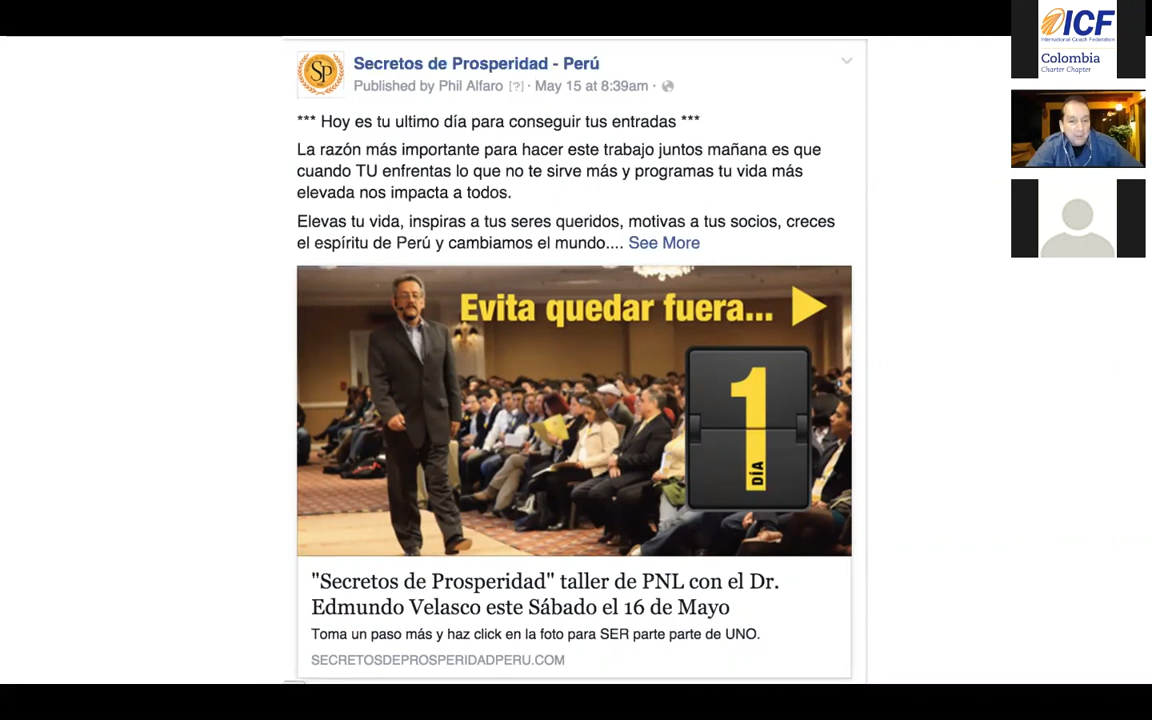 ICF
International Coach Federation
Colombia
Charter Chapter
SP
Secretos de Prosperidad - Perú
Published by Phil Alfaro [?] · May 15 at 8:39am ·
*** Hoy es tu ultimo día para conseguir tus entradas ***
La razón más importante para hacer este trabajo juntos mañana es que
cuando TU enfrentas lo que no te sirve más y programas tu vida más
elevada nos impacta a todos.
Elevas tu vida, inspiras a tus seres queridos, motivas a tus socios, creces
el espíritu de Perú y cambiamos el mundo.... See More
Evita quedar fuera...
1
DÍA
"Secretos de Prosperidad" taller de PNL con el Dr.
Edmundo Velasco este Sábado el 16 de Mayo
Toma un paso más y haz click en la foto para SER parte parte de UNO.
SECRETOSDEPROSPERIDADPERU.COM